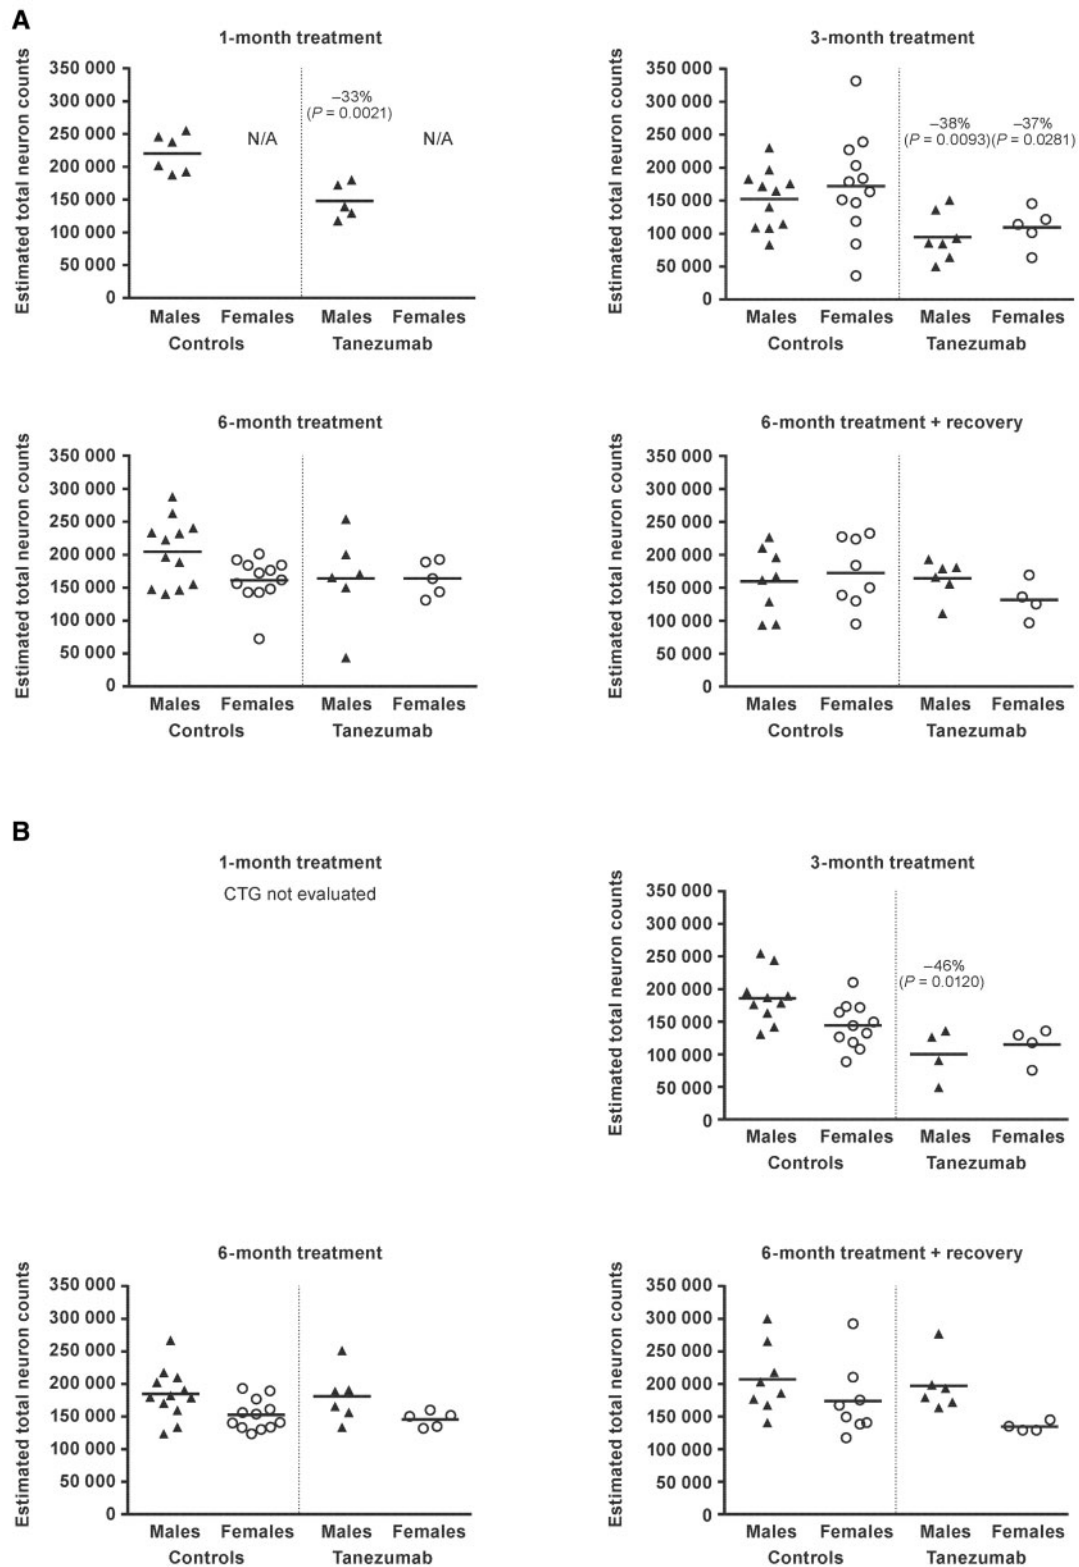 A
1-month treatment
Estimated total neuron counts
350 000
300 000
250 000
200 000
150 000
100 000
50 000
0
–33%
(P = 0.0021)
N/A
N/A
Males Females Males Females
Controls Tanezumab
3-month treatment
Estimated total neuron counts
350 000
300 000
250 000
200 000
150 000
100 000
50 000
0
–38% –37%
(P = 0.0093) (P = 0.0281)
Males Females Males Females
Controls Tanezumab
6-month treatment
Estimated total neuron counts
350 000
300 000
250 000
200 000
150 000
100 000
50 000
0
Males Females Males Females
Controls Tanezumab
6-month treatment + recovery
Estimated total neuron counts
350 000
300 000
250 000
200 000
150 000
100 000
50 000
0
Males Females Males Females
Controls Tanezumab
B
1-month treatment
CTG not evaluated
3-month treatment
Estimated total neuron counts
350 000
300 000
250 000
200 000
150 000
100 000
50 000
0
–46%
(P = 0.0120)
Males Females Males Females
Controls Tanezumab
6-month treatment
Estimated total neuron counts
350 000
300 000
250 000
200 000
150 000
100 000
50 000
0
Males Females Males Females
Controls Tanezumab
6-month treatment + recovery
Estimated total neuron counts
350 000
300 000
250 000
200 000
150 000
100 000
50 000
0
Males Females Males Females
Controls Tanezumab